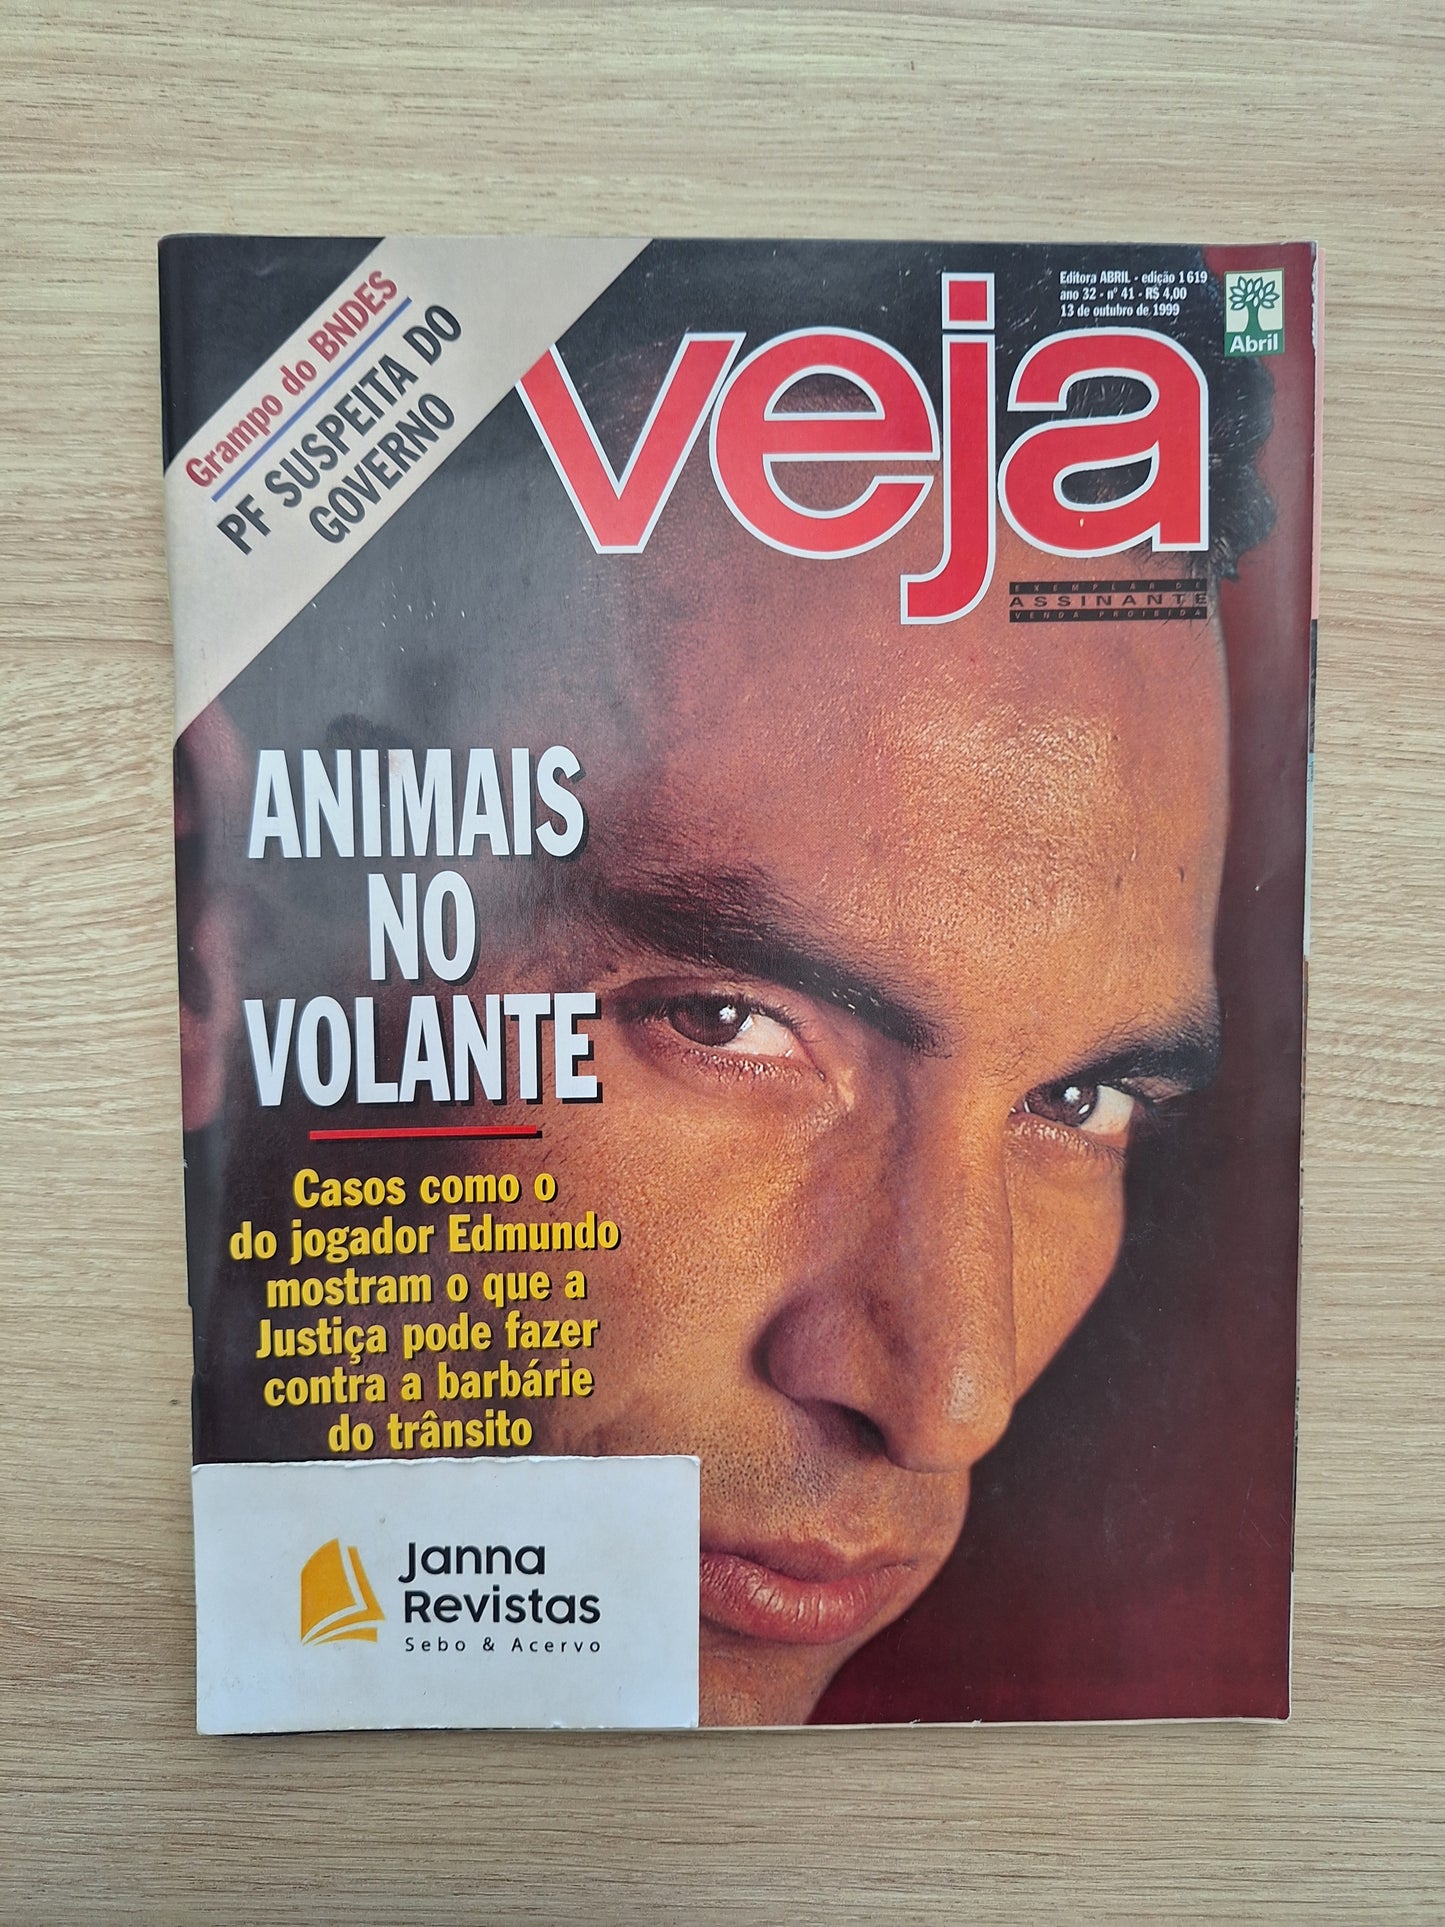 Grampo do BNDES
PF SUSPEITA DO
GOVERNO
Editora ABRIL - edição 1619
ano 32 - nº 41 - R$ 4,00
13 de outubro de 1999
Abril
veja
EXEMPLAR DE
ASSINANTE
VENDA PROIBIDA
ANIMAIS
NO
VOLANTE
Casos como o
do jogador Edmundo
mostram o que a
Justiça pode fazer
contra a barbárie
do trânsito
Janna
Revistas
Sebo & Acervo